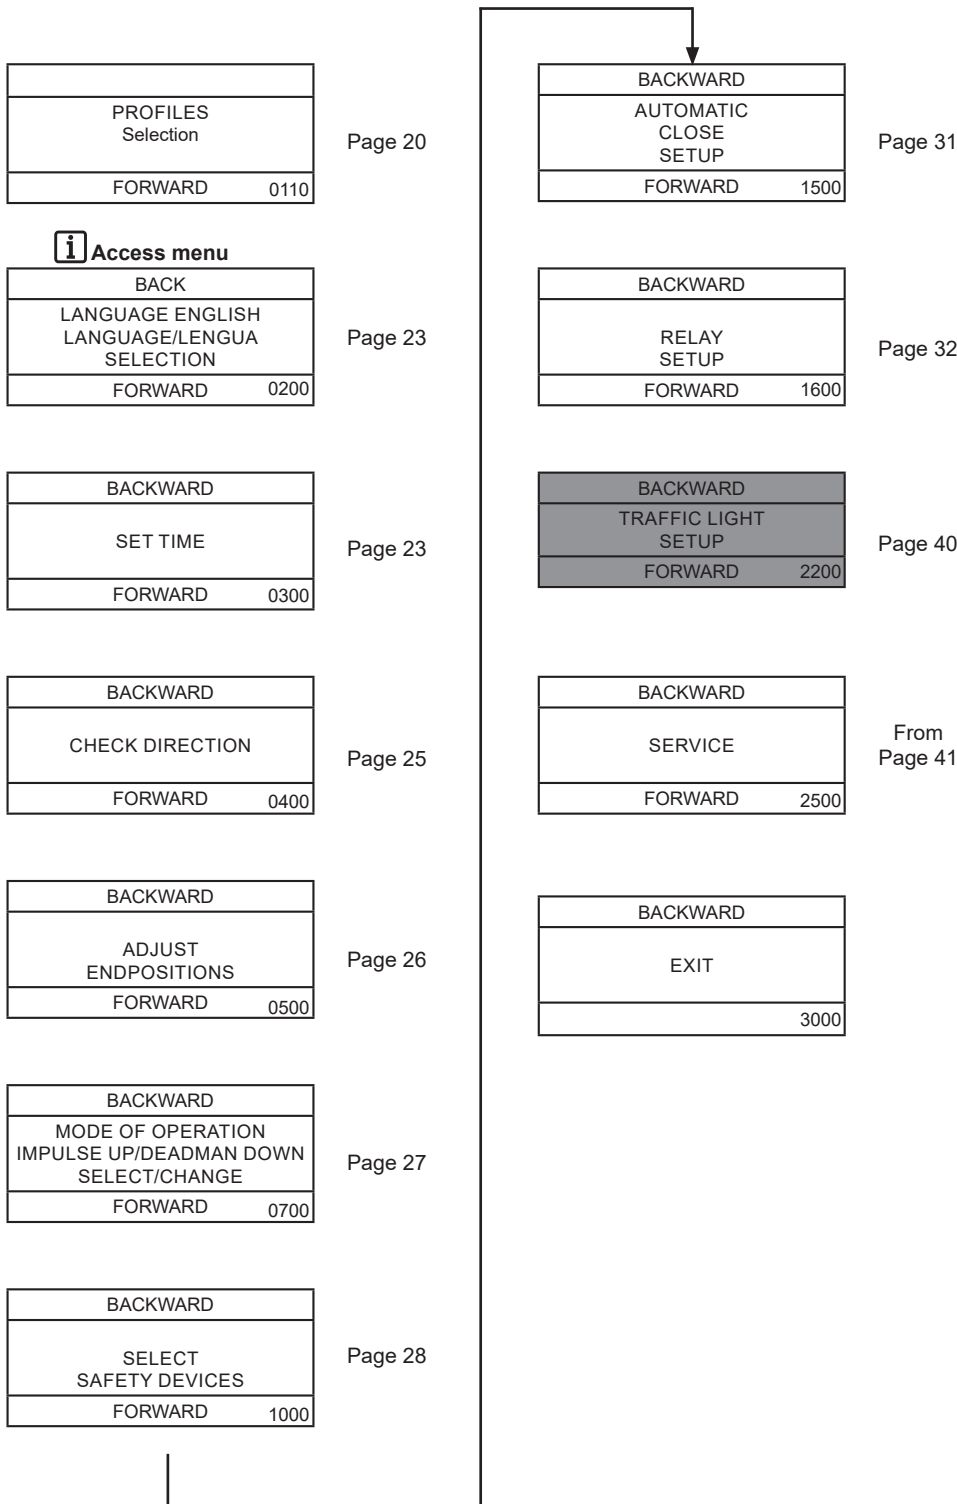 PROFILES
Selection
FORWARD 0110
Page 20
i Access menu
BACK
LANGUAGE ENGLISH
LANGUAGE/LENGUA
SELECTION
FORWARD 0200
Page 23
BACKWARD
SET TIME
FORWARD 0300
Page 23
BACKWARD
CHECK DIRECTION
FORWARD 0400
Page 25
BACKWARD
ADJUST
ENDPOSITIONS
FORWARD 0500
Page 26
BACKWARD
MODE OF OPERATION
IMPULSE UP/DEADMAN DOWN
SELECT/CHANGE
FORWARD 0700
Page 27
BACKWARD
SELECT
SAFETY DEVICES
FORWARD 1000
Page 28
BACKWARD
AUTOMATIC
CLOSE
SETUP
FORWARD 1500
Page 31
BACKWARD
RELAY
SETUP
FORWARD 1600
Page 32
BACKWARD
TRAFFIC LIGHT
SETUP
FORWARD 2200
Page 40
BACKWARD
SERVICE
FORWARD 2500
From
Page 41
BACKWARD
EXIT
3000